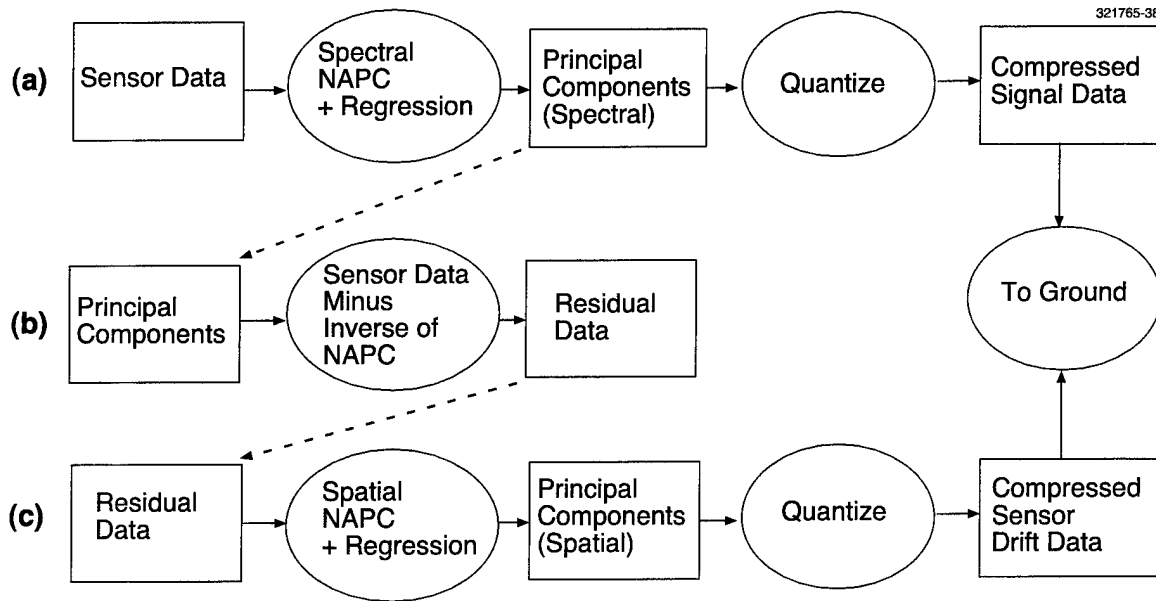 321765-38
(a)
Sensor Data
Spectral
NAPC
+ Regression
Principal
Components
(Spectral)
Quantize
Compressed
Signal Data
To Ground
(b)
Principal
Components
Sensor Data
Minus
Inverse of
NAPC
Residual
Data
(c)
Residual
Data
Spatial
NAPC
+ Regression
Principal
Components
(Spatial)
Quantize
Compressed
Sensor
Drift Data